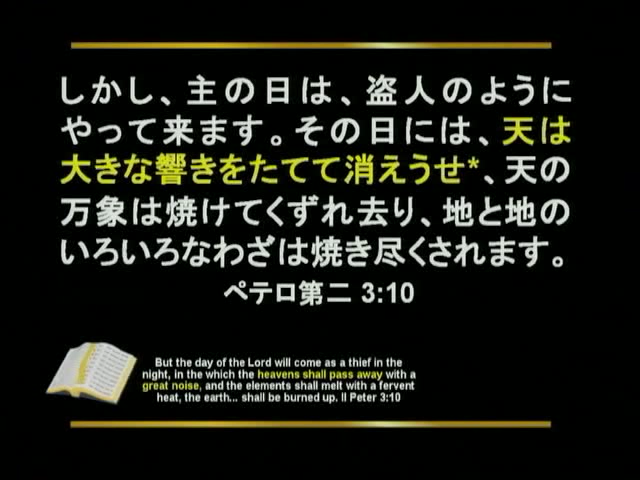 しかし、主の日は、盗人のように
やって来ます。その日には、天は
大きな響きをたてて消えうせ*、天の
万象は焼けてくずれ去り、地と地の
いろいろなわざは焼き尽くされます。
ペテロ第二 3:10
But the day of the Lord will come as a thief in the
night, in the which the heavens shall pass away with a
great noise, and the elements shall melt with a fervent
heat, the earth... shall be burned up. II Peter 3:10